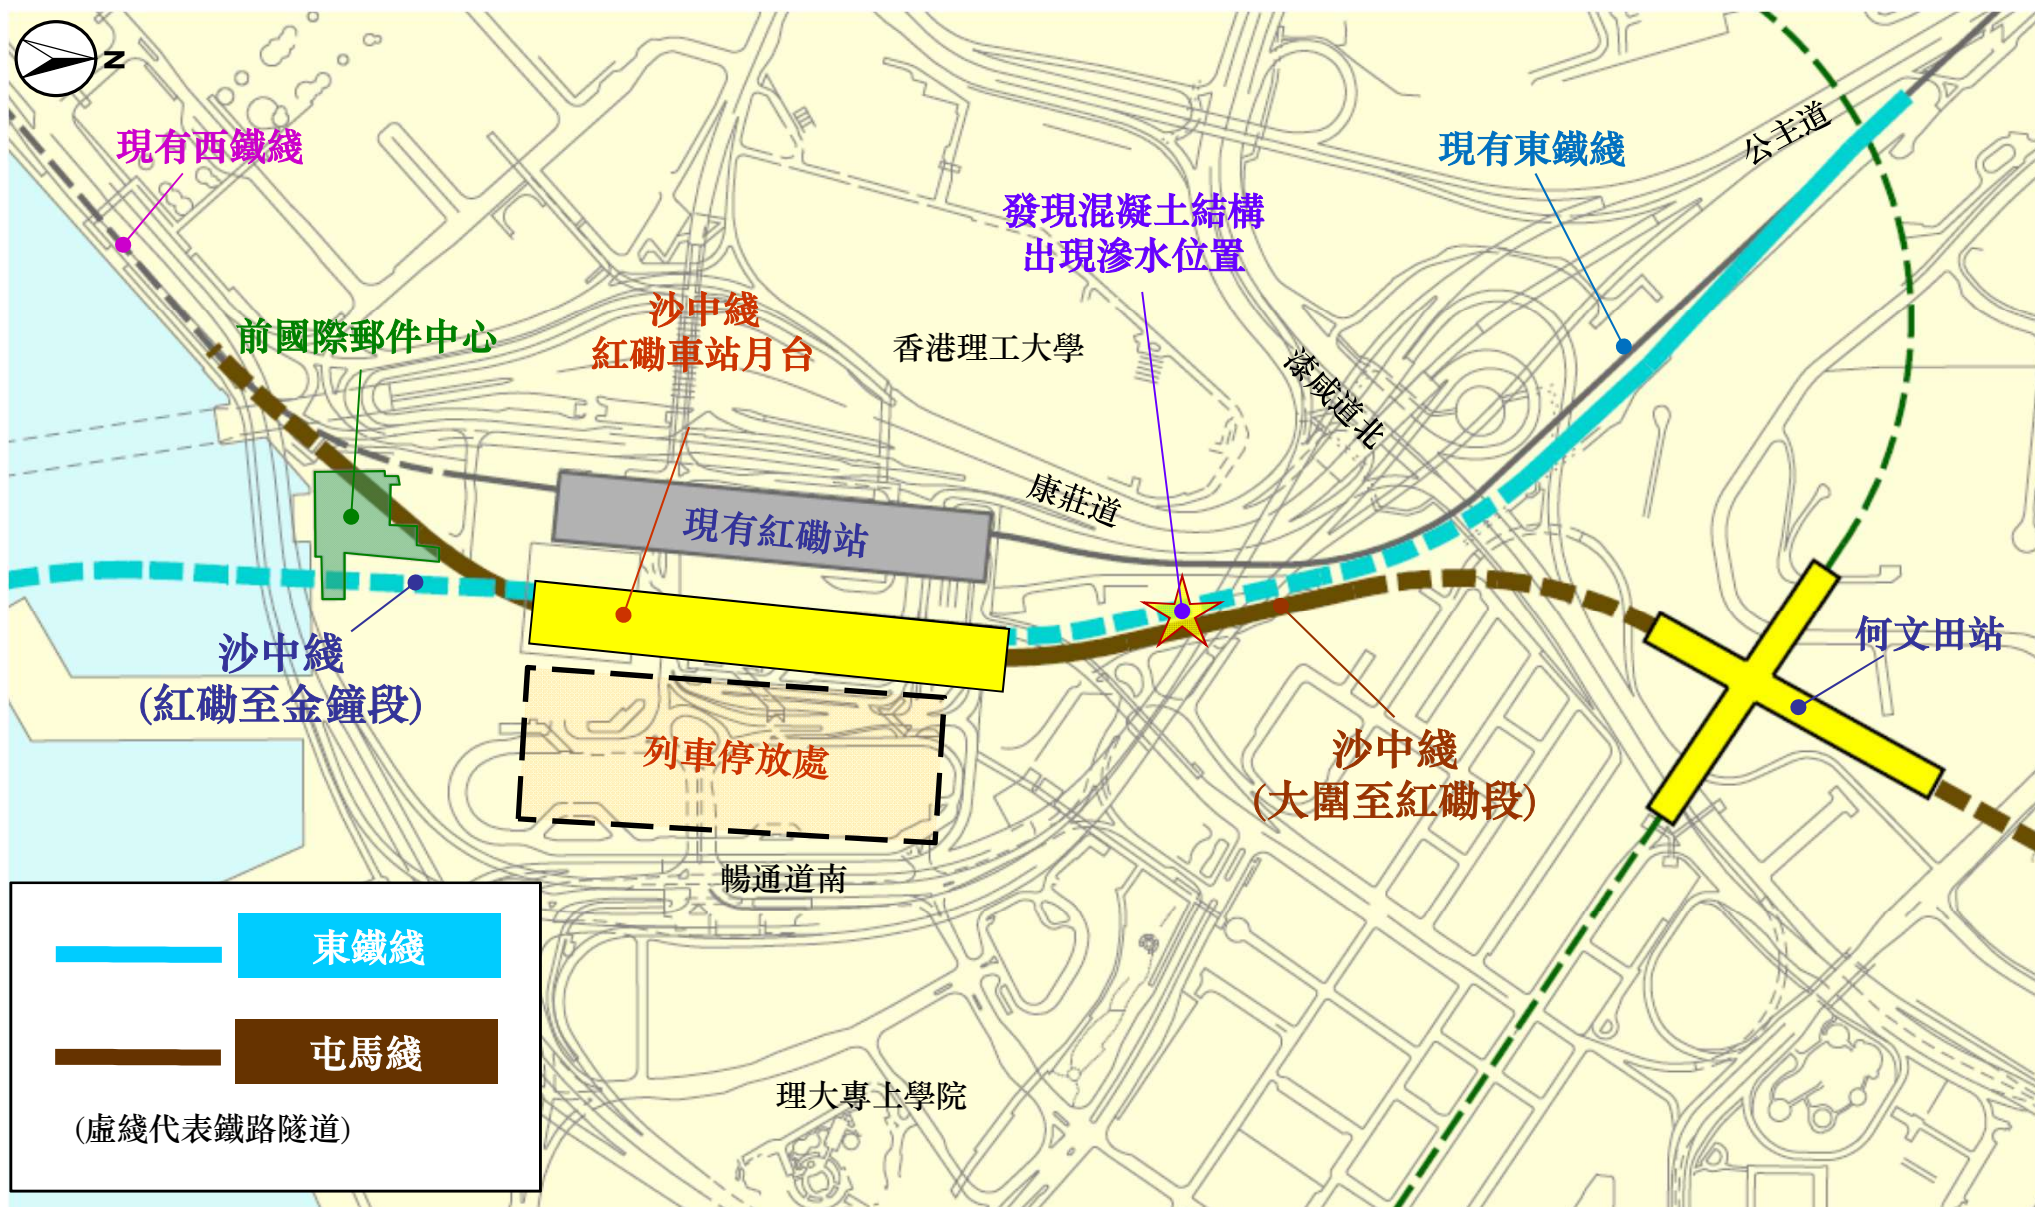 N
現有西鐵綫
現有東鐵綫
公主道
發現混凝土結構
出現滲水位置
沙中綫
紅磡車站月台
前國際郵件中心
香港理工大學
漆咸道北
康莊道
現有紅磡站
沙中綫
(紅磡至金鐘段)
何文田站
列車停放處
沙中綫
(大圍至紅磡段)
暢通道南
東鐵綫
屯馬綫
(虛綫代表鐵路隧道)
理大專上學院